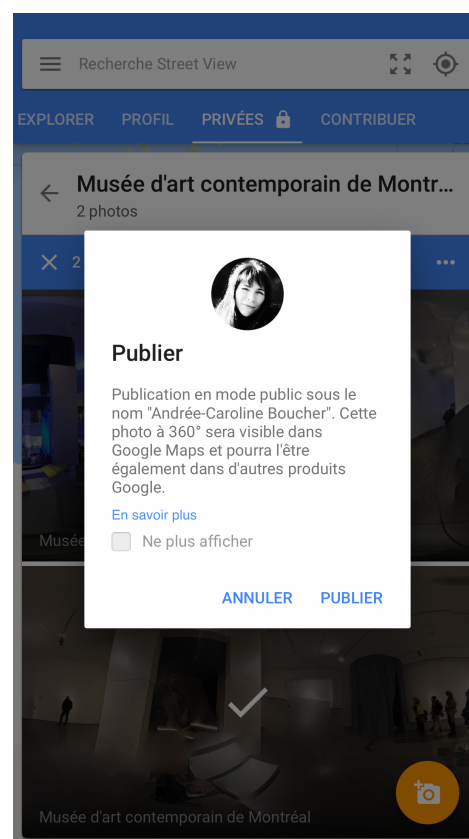 Recherche Street View
EXPLORER PROFIL PRIVÉES CONTRIBUER
Musée d'art contemporain de Montr...
2 photos
2
Publier
Publication en mode public sous le
nom "Andrée-Caroline Boucher". Cette
photo à 360° sera visible dans
Google Maps et pourra l'être
également dans d'autres produits
Google.
En savoir plus
Musée
Ne plus afficher
ANNULER PUBLIER
Musée d'art contemporain de Montréal